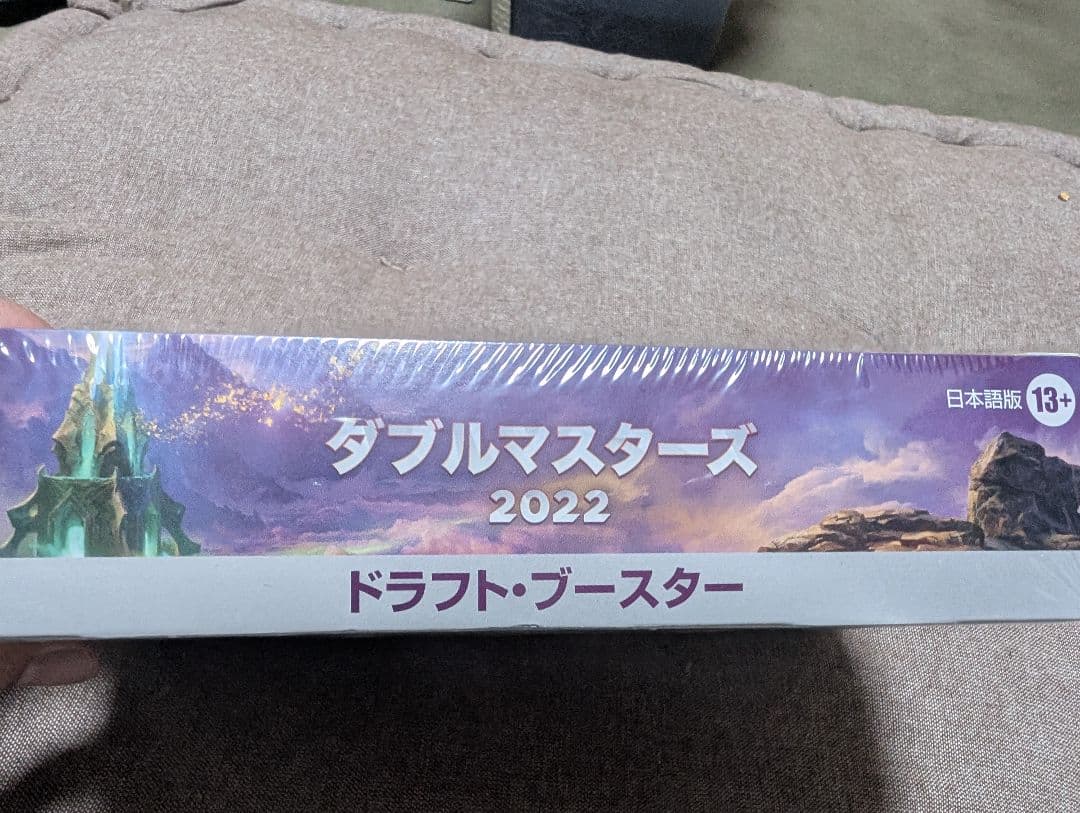 日本語版 13+
ダブルマスターズ
2022
ドラフト・ブースター